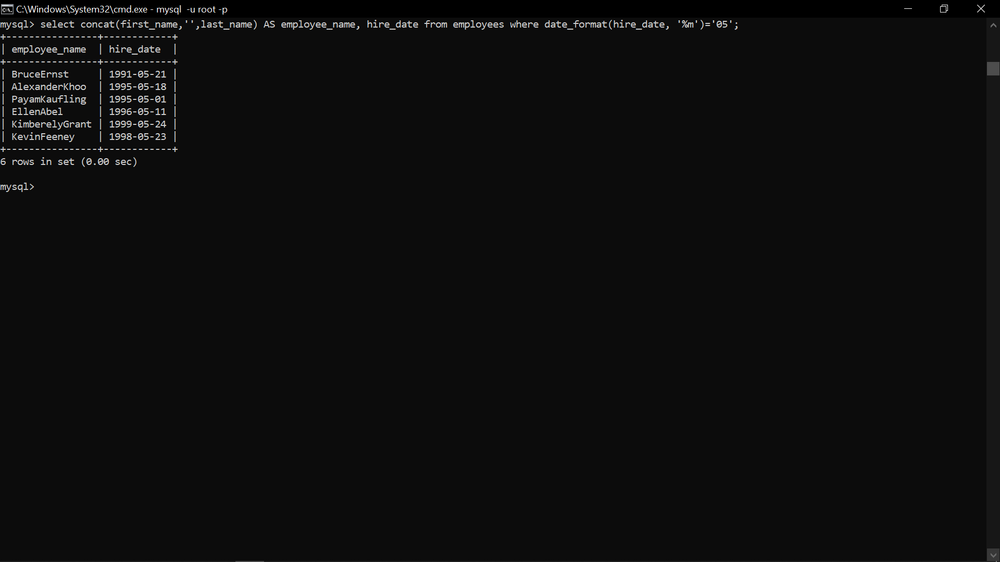 C:\Windows\System32\cmd.exe - mysql  -u root -p
mysql> select concat(first_name,'',last_name) AS employee_name, hire_date from employees where date_format(hire_date, '%m')='05';
+----------------+------------+
| employee_name  | hire_date  |
+----------------+------------+
| BruceErnst     | 1991-05-21 |
| AlexanderKhoo  | 1995-05-18 |
| PayamKaufling  | 1995-05-01 |
| EllenAbel      | 1996-05-11 |
| KimberelyGrant | 1999-05-24 |
| KevinFeeney    | 1998-05-23 |
+----------------+------------+
6 rows in set (0.00 sec)

mysql>